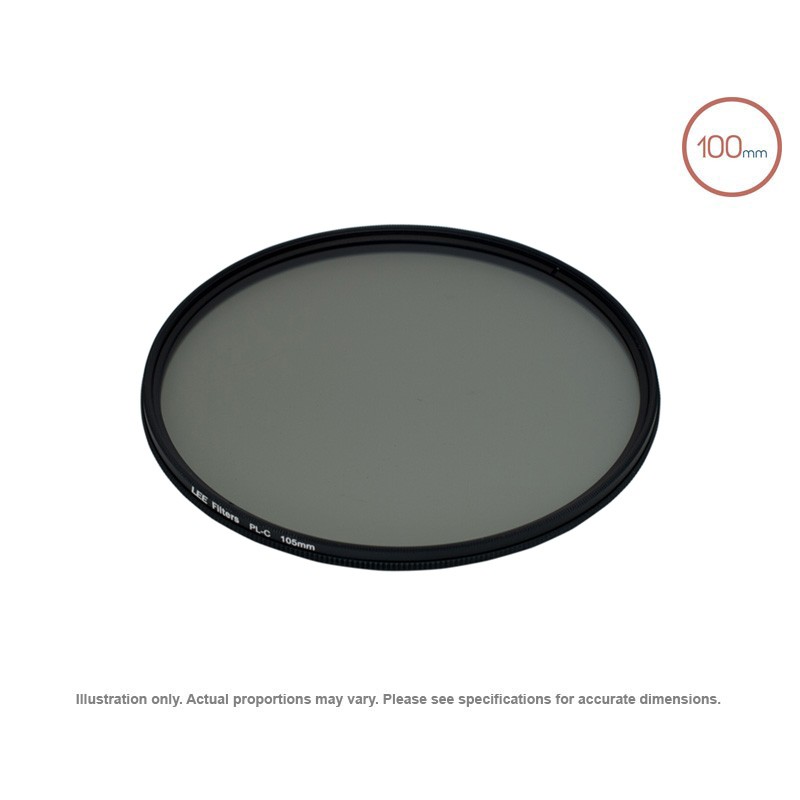 100mm
LEE Filters PL-C 105mm
Illustration only. Actual proportions may vary. Please see specifications for accurate dimensions.